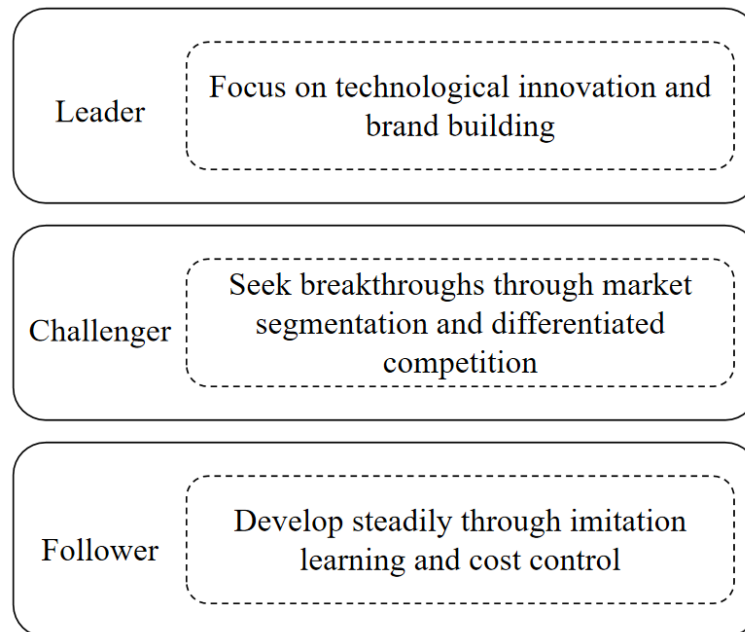 Leader
Focus on technological innovation and
brand building
Challenger
Seek breakthroughs through market
segmentation and differentiated
competition
Follower
Develop steadily through imitation
learning and cost control